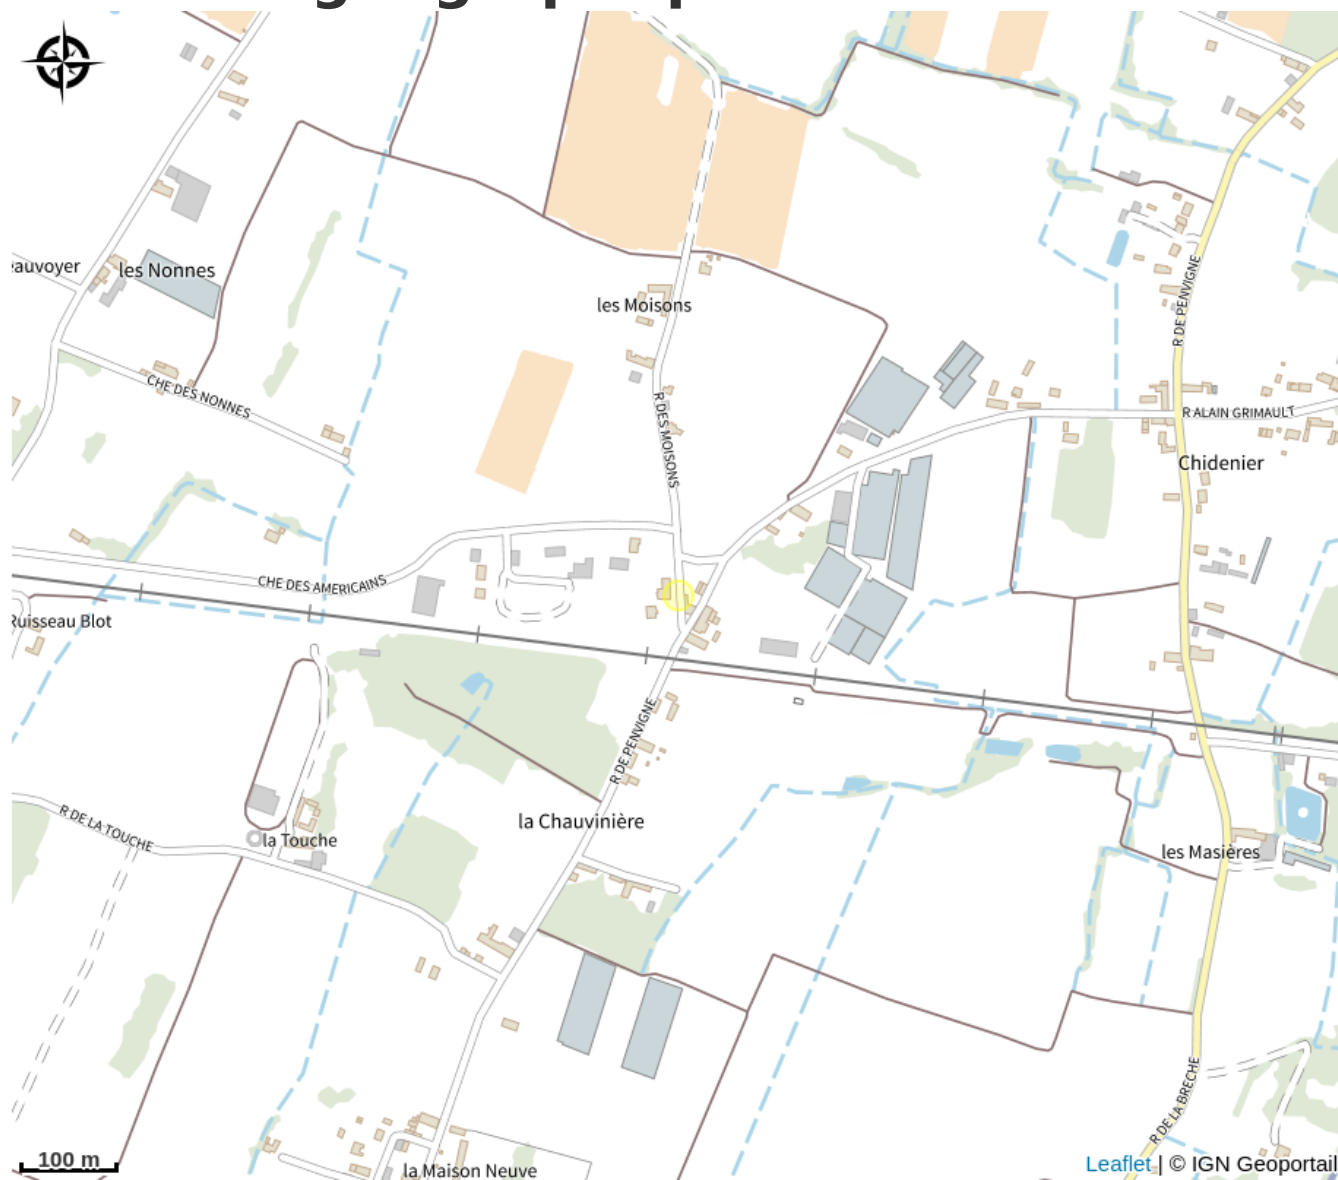 les Nonnes
les Moisons
CHE DES NONNES
R DES MOISONS
R DE PENVIGNE
R ALAIN GRIMAULT
Chidenier
CHE DES AMERICAINS
Ruisseau Blot
R DE PENVIGNE
la Chauvinière
R DE LA TOUCHE
la Touche
les Masières
R DE LA BRECHE
la Maison Neuve
100 m
Leaflet | © IGN Geoportail